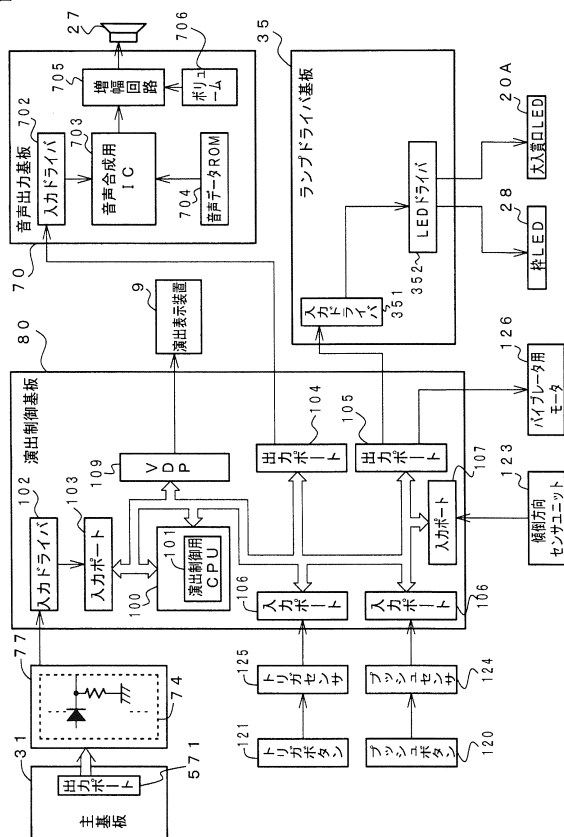 主基板
31
出力ポート
571
77
74
演出制御基板
80
入力ドライバ
102
入力ポート
103
演出制御用
CPU
101
100
VDP
109
演出表示装置
9
出力ポート
104
出力ポート
105
入力ポート
106
入力ポート
106
入力ポート
107
トリガセンサ
125
トリガボタン
121
プッシュセンサ
124
プッシュボタン
120
傾倒方向
センサユニット
123
バイブレータ用
モータ
126
音声出力基板
70
入力ドライバ
702
音声合成用
IC
703
音声データROM
704
増幅
回路
705
ボリュ
ーム
706
27
ランプドライバ基板
35
入力
ドライバ
351
LEDドライバ
352
枠LED
28
大入賞口LED
20A